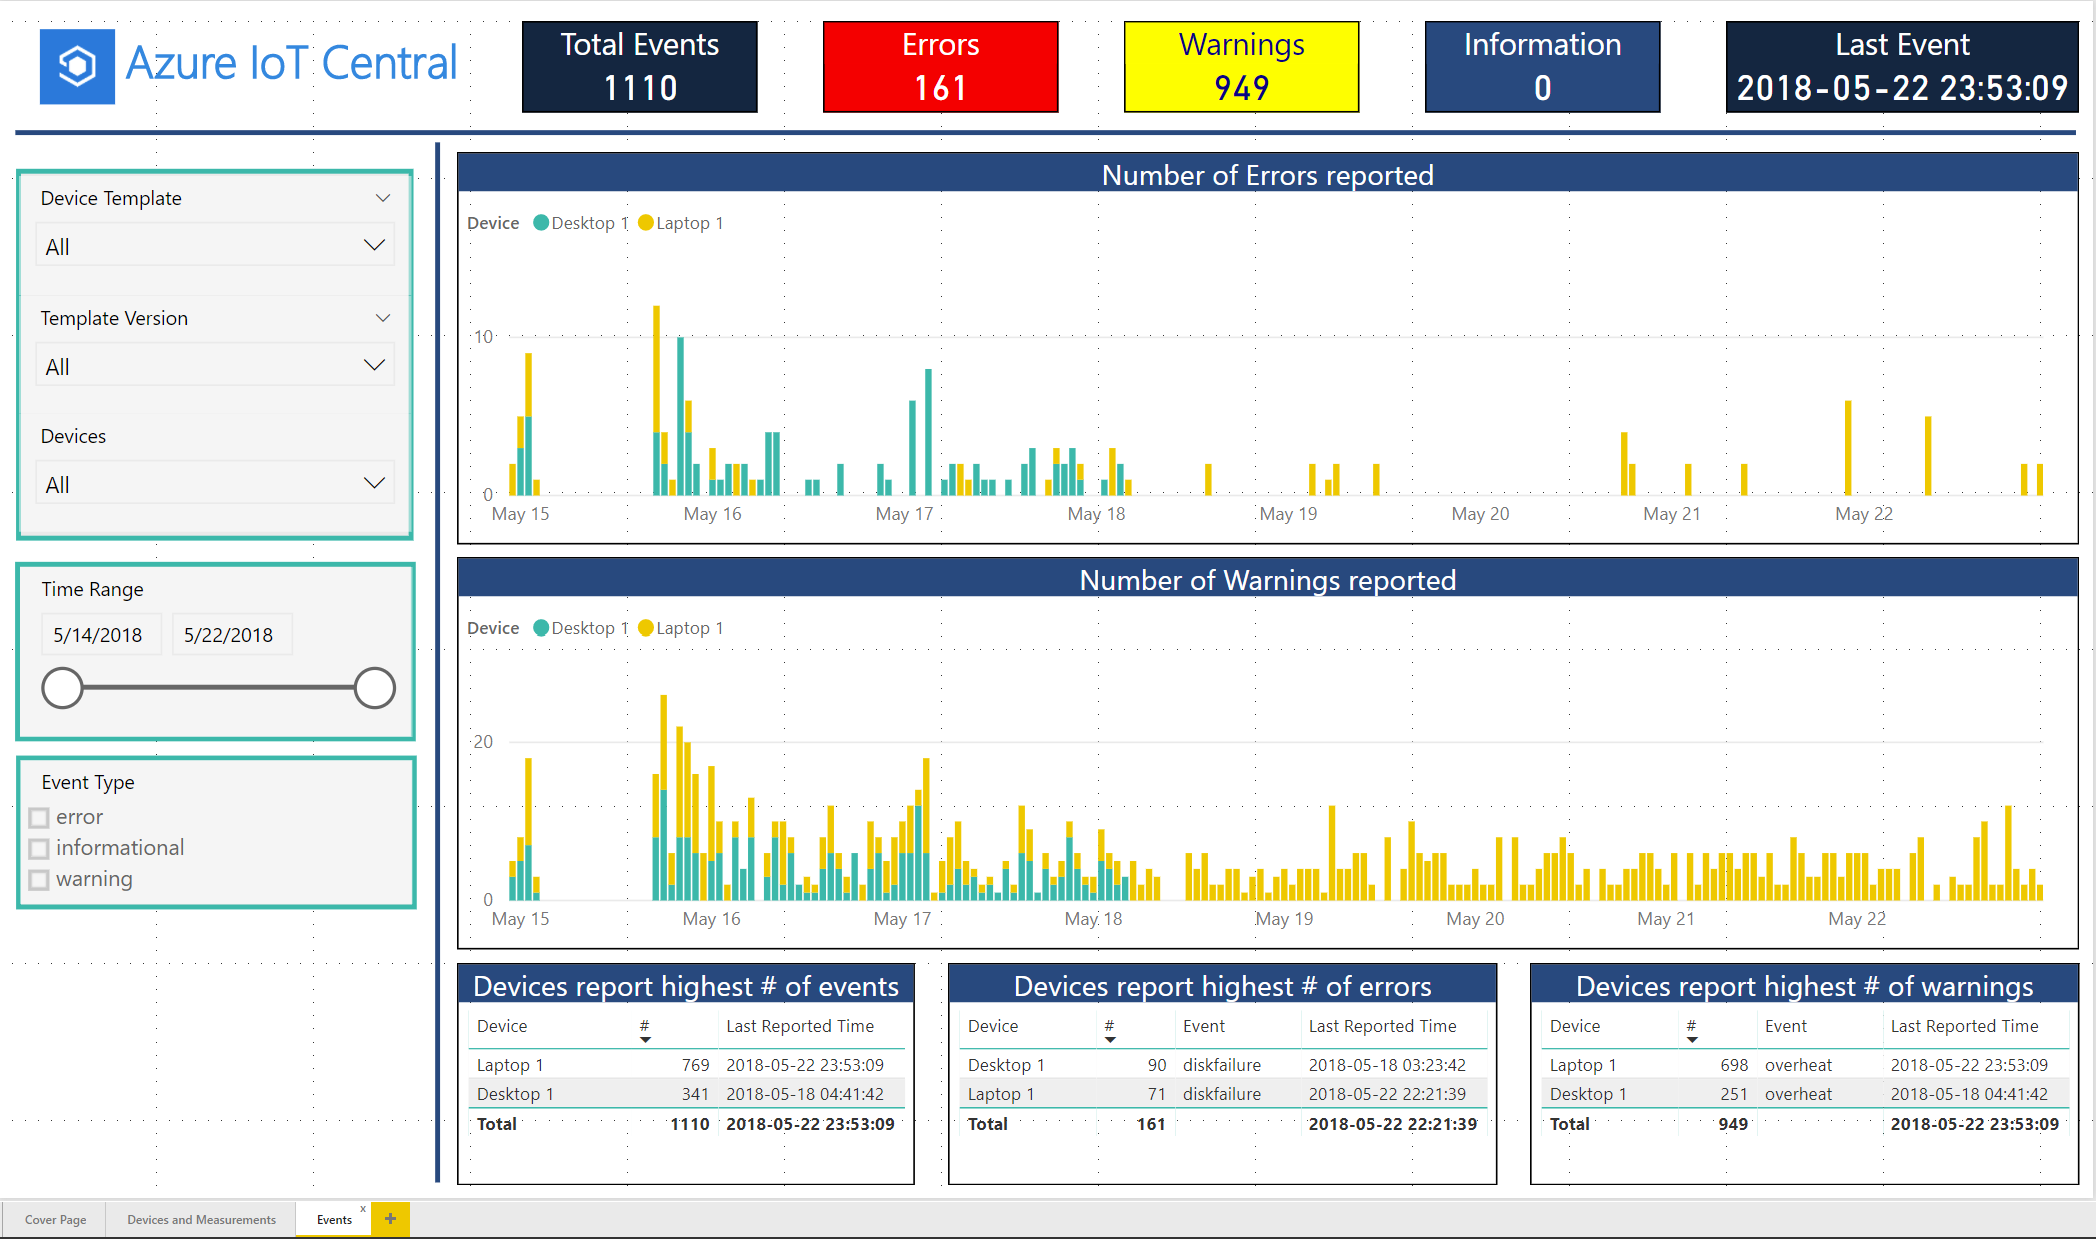 Azure IoT Central
Total Events
1110
Errors
161
Warnings
949
Information
0
Last Event
2018-05-22 23:53:09
Device Template
All
Template Version
All
Devices
All
Time Range
5/14/2018 5/22/2018
Event Type
error
informational
warning
Number of Errors reported
Device Desktop 1 Laptop 1
10
0
May 15 May 16 May 17 May 18 May 19 May 20 May 21 May 22
Number of Warnings reported
Device Desktop 1 Laptop 1
20
0
May 15 May 16 May 17 May 18 May 19 May 20 May 21 May 22
Devices report highest # of events
Device # Last Reported Time
Laptop 1 769 2018-05-22 23:53:09
Desktop 1 341 2018-05-18 04:41:42
Total 1110 2018-05-22 23:53:09
Devices report highest # of errors
Device # Event Last Reported Time
Desktop 1 90 diskfailure 2018-05-18 03:23:42
Laptop 1 71 diskfailure 2018-05-22 22:21:39
Total 161 2018-05-22 22:21:39
Devices report highest # of warnings
Device # Event Last Reported Time
Laptop 1 698 overheat 2018-05-22 23:53:09
Desktop 1 251 overheat 2018-05-18 04:41:42
Total 949 2018-05-22 23:53:09
Cover Page Devices and Measurements Events x +